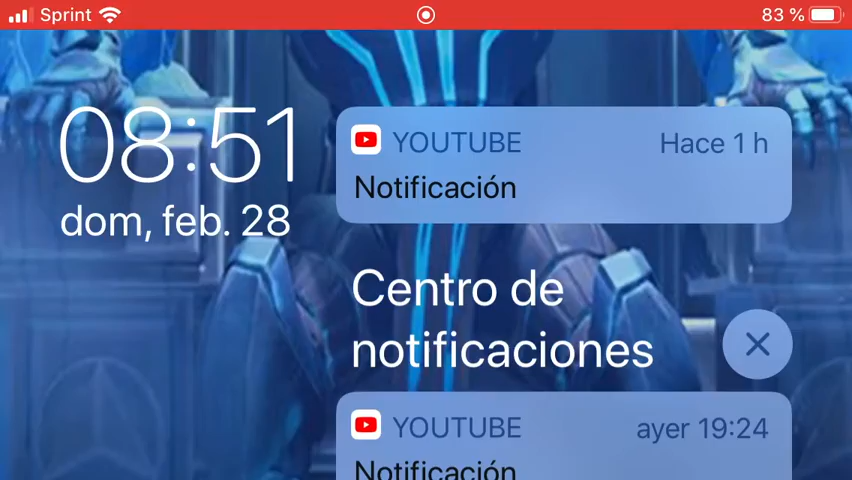 Sprint 83 %
08:51
dom, feb. 28
YOUTUBE Hace 1 h
Notificación
Centro de
notificaciones
YOUTUBE ayer 19:24
Notificación